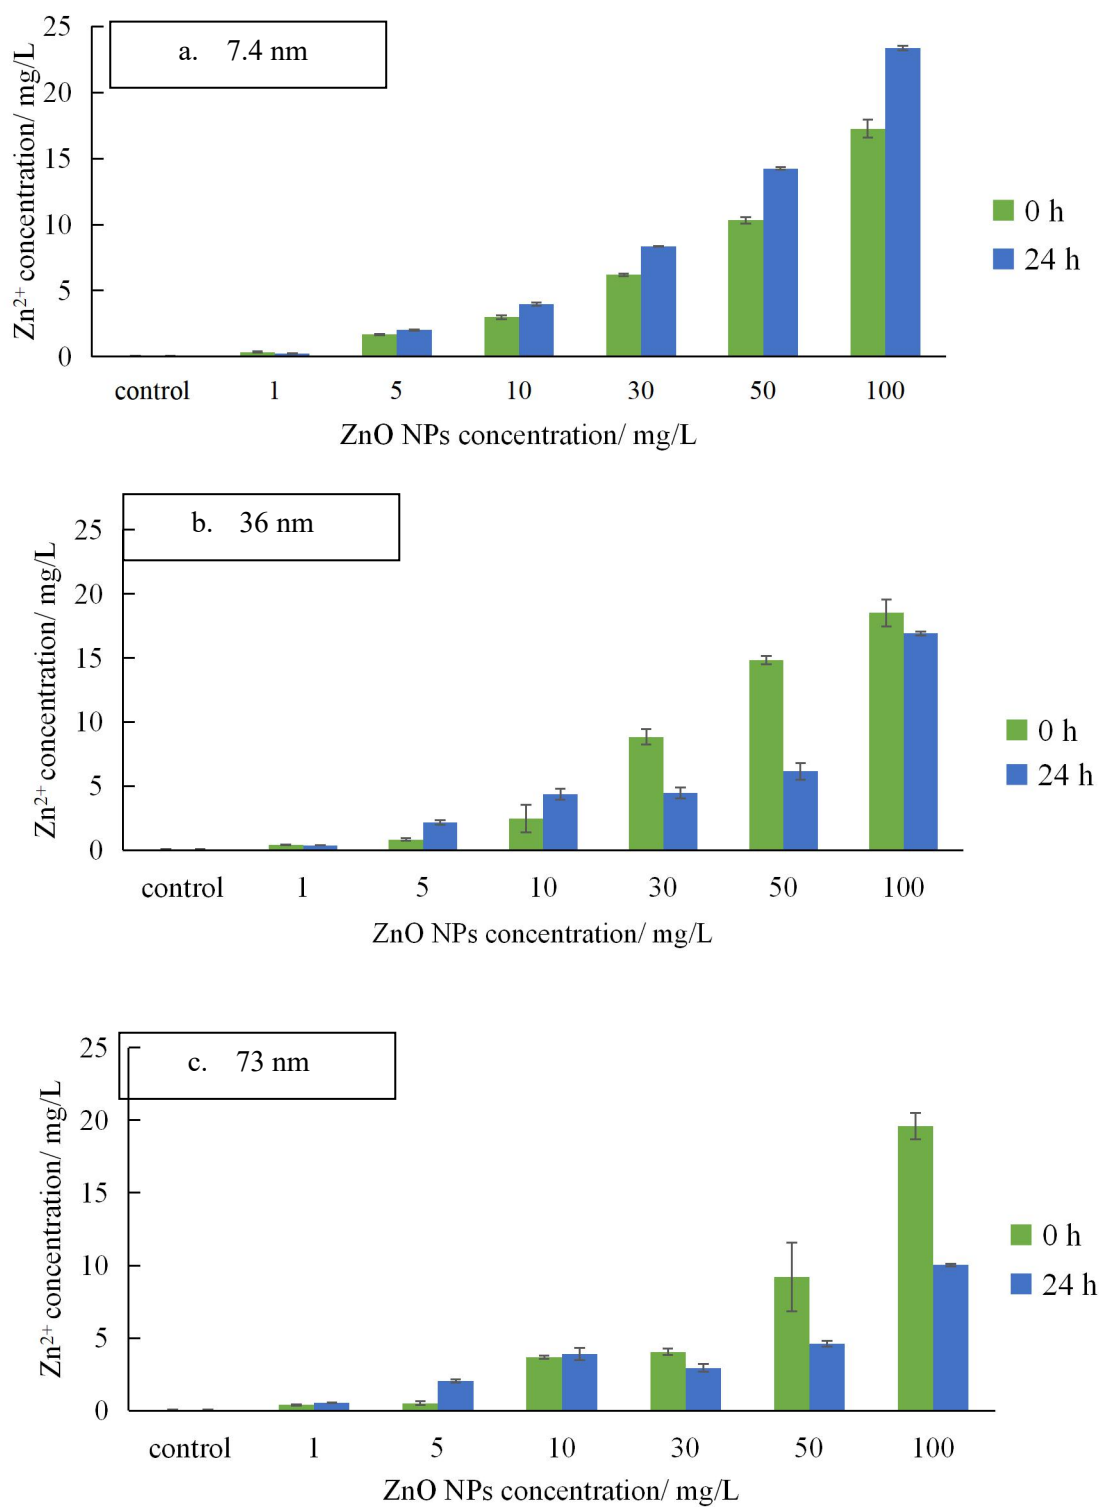 a. 7.4 nm
Zn²⁺ concentration/ mg/L
25
20
15
10
5
0
control 1 5 10 30 50 100
ZnO NPs concentration/ mg/L
0 h
24 h
b. 36 nm
Zn²⁺ concentration/ mg/L
25
20
15
10
5
0
control 1 5 10 30 50 100
ZnO NPs concentration/ mg/L
0 h
24 h
c. 73 nm
Zn²⁺ concentration/ mg/L
25
20
15
10
5
0
control 1 5 10 30 50 100
ZnO NPs concentration/ mg/L
0 h
24 h